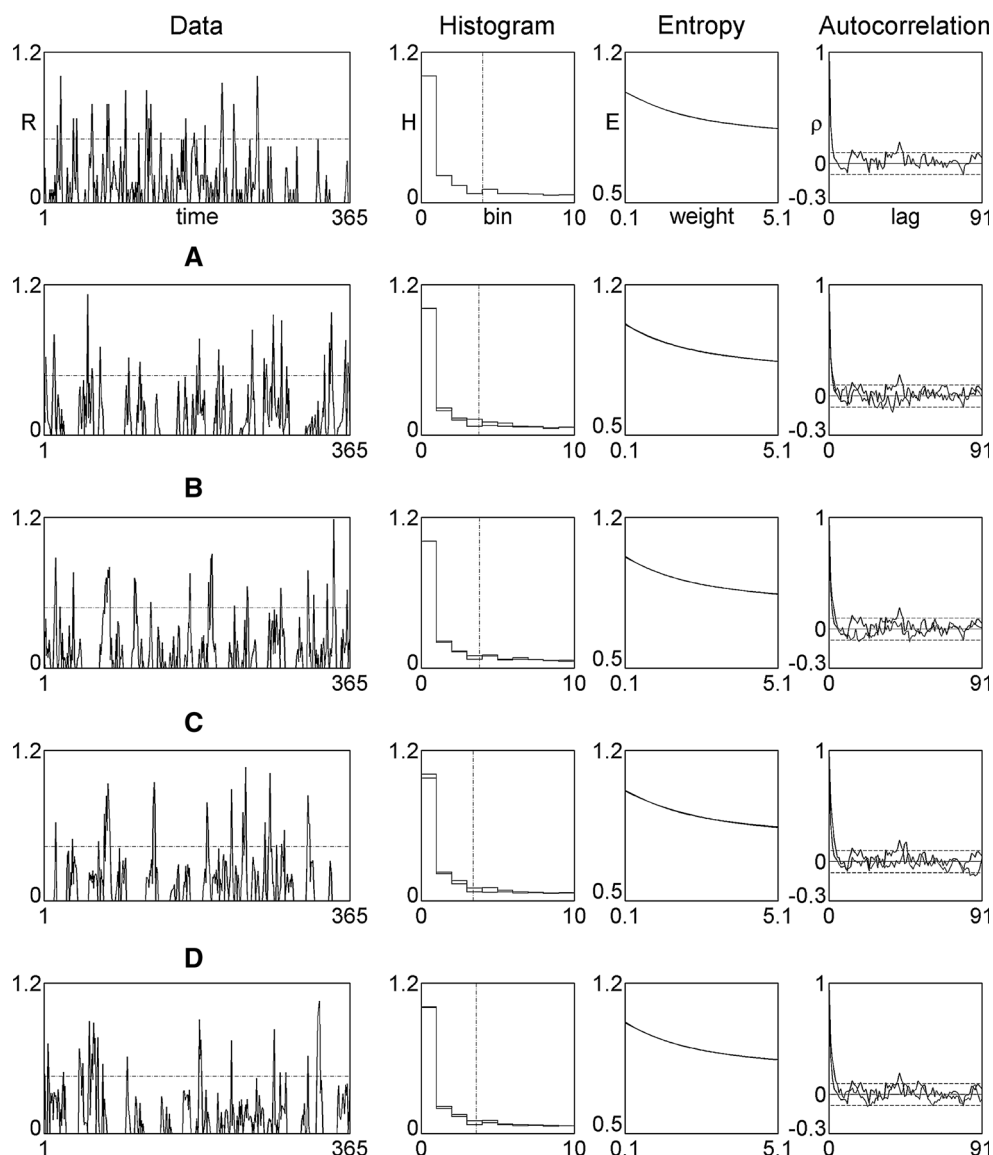 Data Histogram Entropy Autocorrelation
1.2 1.2 1.2 1
R H E ρ
0 0 0.5 0 -0.3
1 time 365 0 bin 10 0.1 weight 5.1 0 lag 91
A
1.2 1.2 1.2 1
0 0 0.5 0 -0.3
1 365 0 10 0.1 5.1 0 91
B
1.2 1.2 1.2 1
0 0 0.5 0 -0.3
1 365 0 10 0.1 5.1 0 91
C
1.2 1.2 1.2 1
0 0 0.5 0 -0.3
1 365 0 10 0.1 5.1 0 91
D
1.2 1.2 1.2 1
0 0 0.5 0 -0.3
1 365 0 10 0.1 5.1 0 91